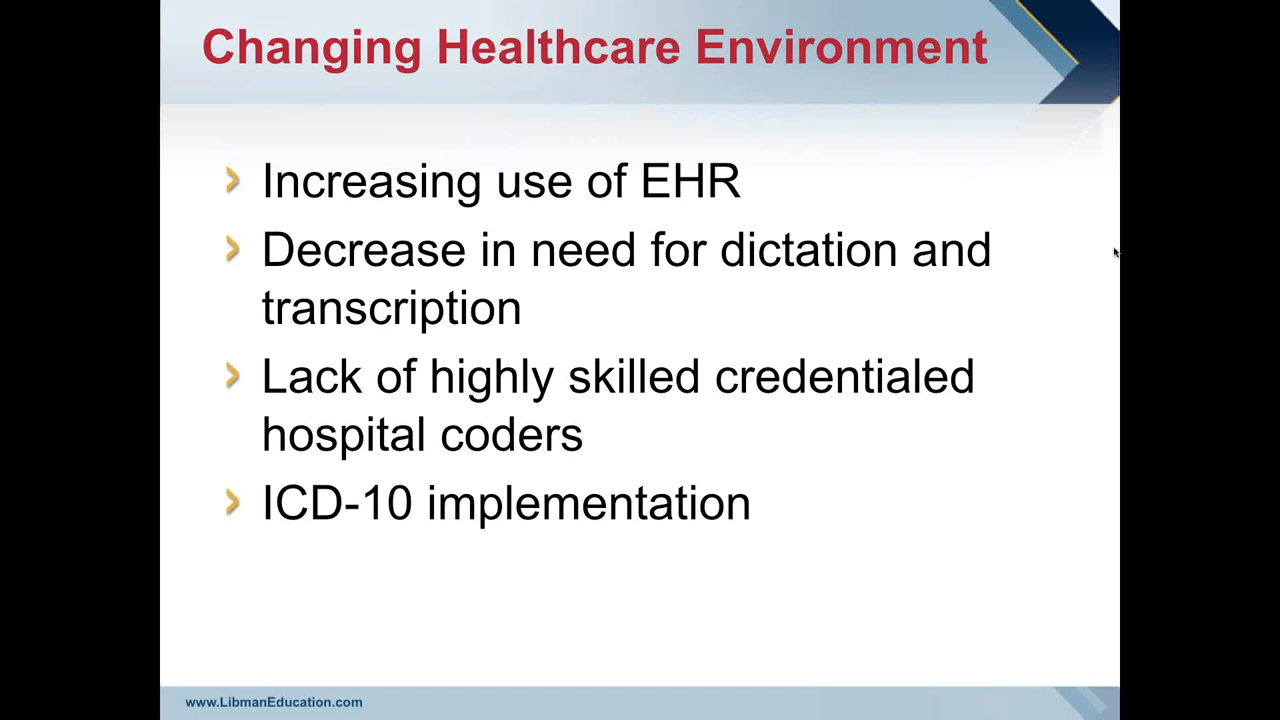 Changing Healthcare Environment
Increasing use of EHR
Decrease in need for dictation and
transcription
Lack of highly skilled credentialed
hospital coders
ICD-10 implementation
www.LibmanEducation.com